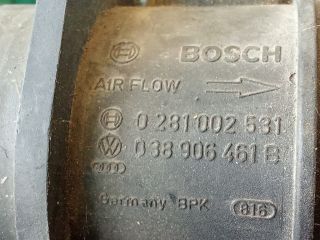 BOSCH
AIR FLOW
0 281 002 531
038 906 461 B
Germany BPK 816